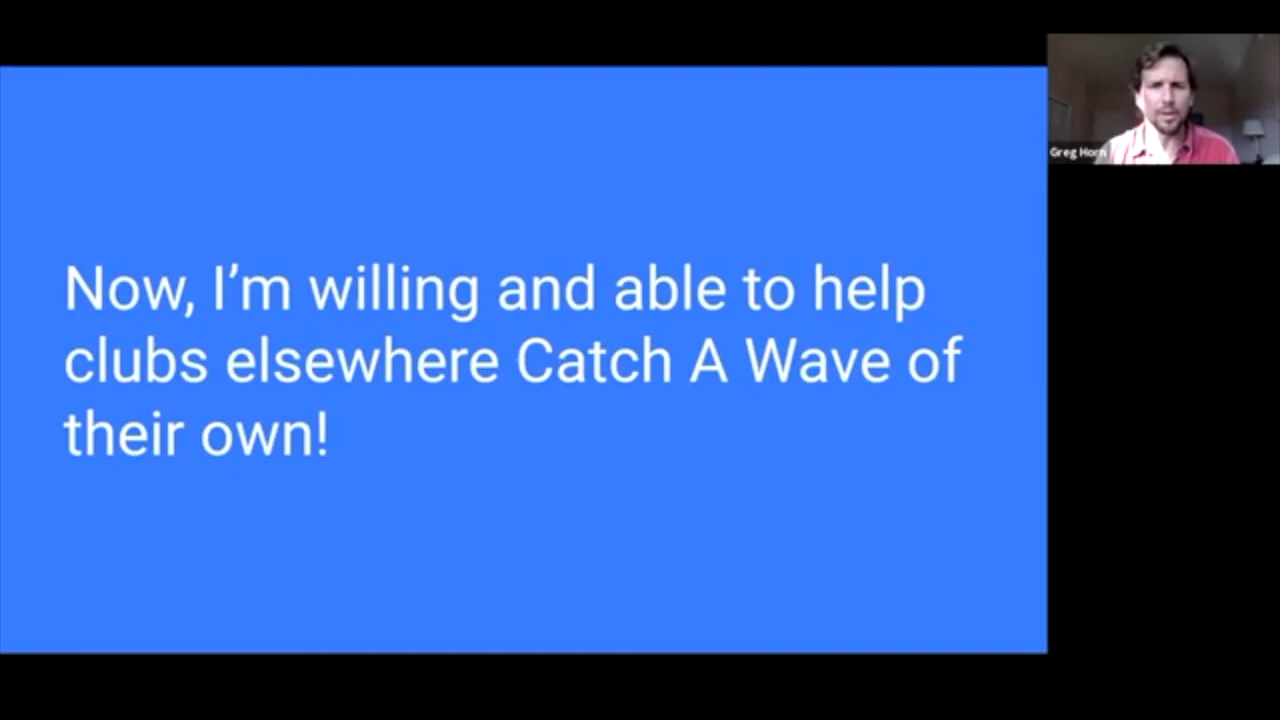 Now, I’m willing and able to help
clubs elsewhere Catch A Wave of
their own!
Greg Horn